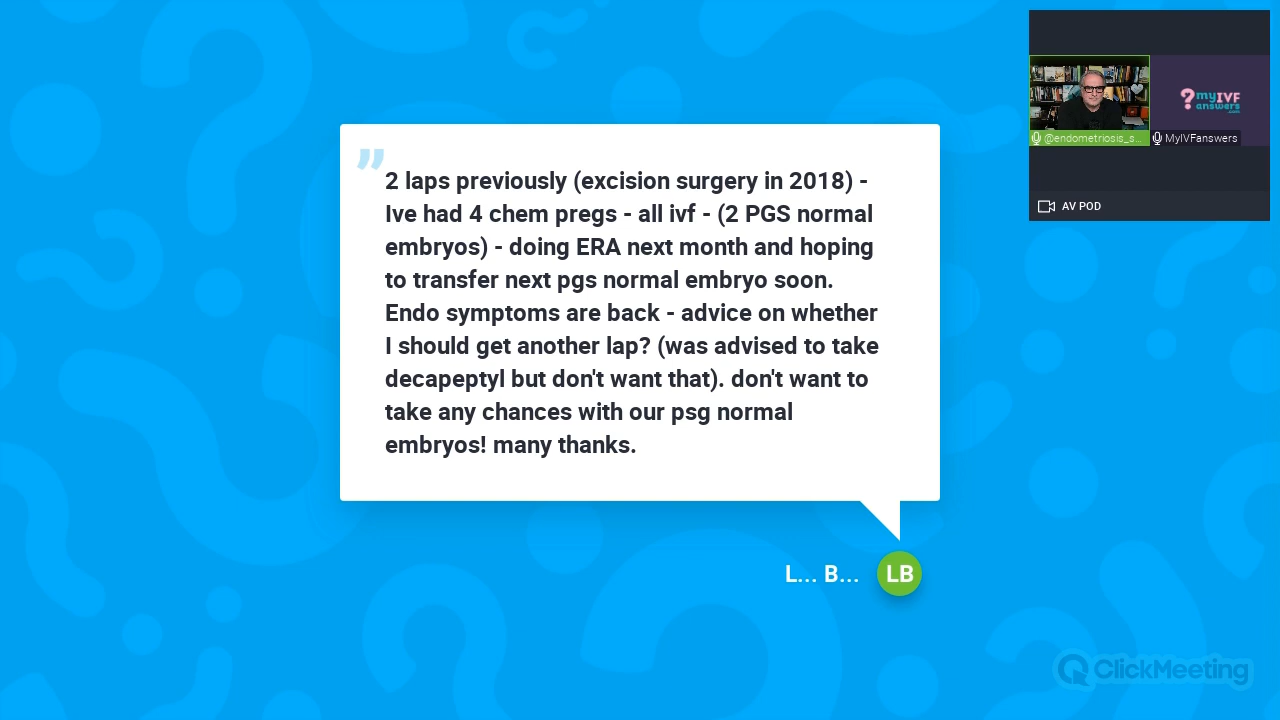 2 laps previously (excision surgery in 2018) -
Ive had 4 chem pregs - all ivf - (2 PGS normal
embryos) - doing ERA next month and hoping
to transfer next pgs normal embryo soon.
Endo symptoms are back - advice on whether
I should get another lap? (was advised to take
decapeptyl but don't want that). don't want to
take any chances with our psg normal
embryos! many thanks.
L... B...
LB
?myIVF
answers
@endometriosis_s...
MyIVFanswers
AV POD
ClickMeeting